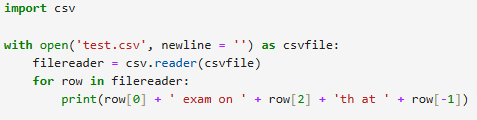 import csv
with open('test.csv', newline = '') as csvfile:
    filereader = csv.reader(csvfile)
    for row in filereader:
        print(row[0] + ' exam on ' + row[2] + 'th at ' + row[-1])